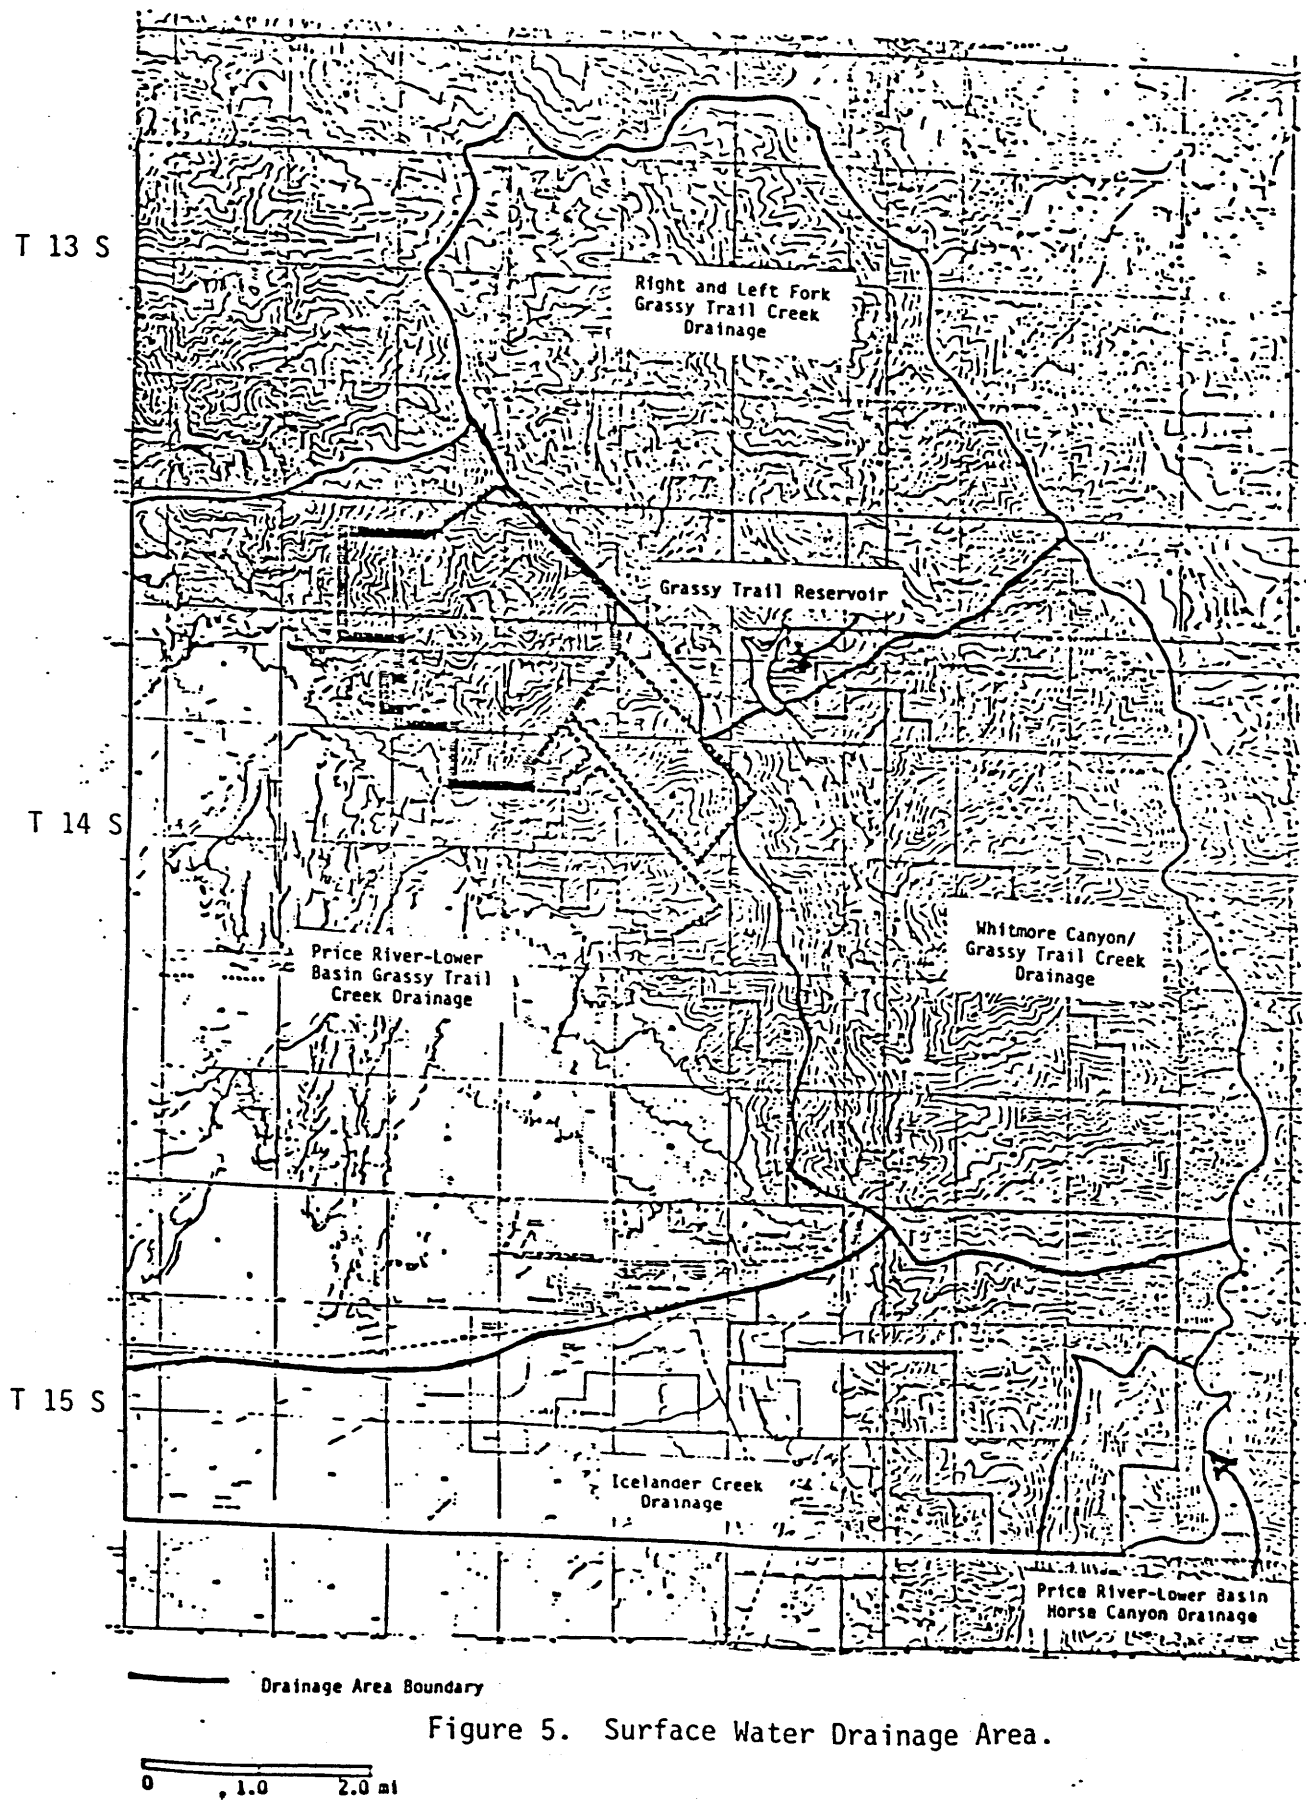 T 13 S
Right and Left Fork
Grassy Trail Creek
Drainage
Grassy Trail Reservoir
T 14 S
Whitmore Canyon/
Grassy Trail Creek
Drainage
Price River-Lower
Basin Grassy Trail
Creek Drainage
T 15 S
Icelander Creek
Drainage
Price River-Lower Basin
Horse Canyon Drainage
Drainage Area Boundary
Figure 5. Surface Water Drainage Area.
0 1.0 2.0 mi